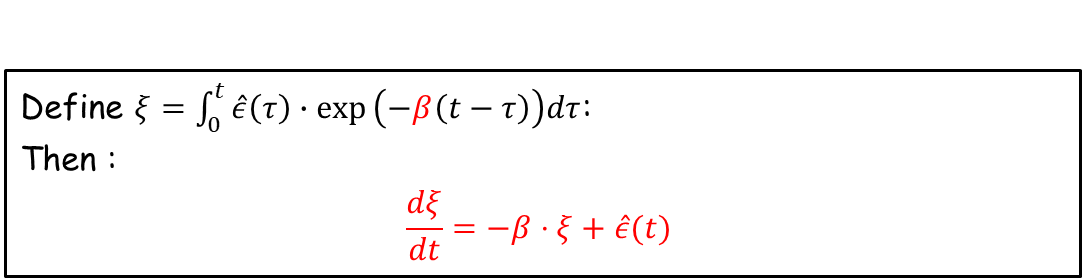 Define ξ = ∫₀ᵗ ε̂(τ) · exp (−β(t − τ))dτ:
Then :
dξ/dt = −β · ξ + ε̂(t)